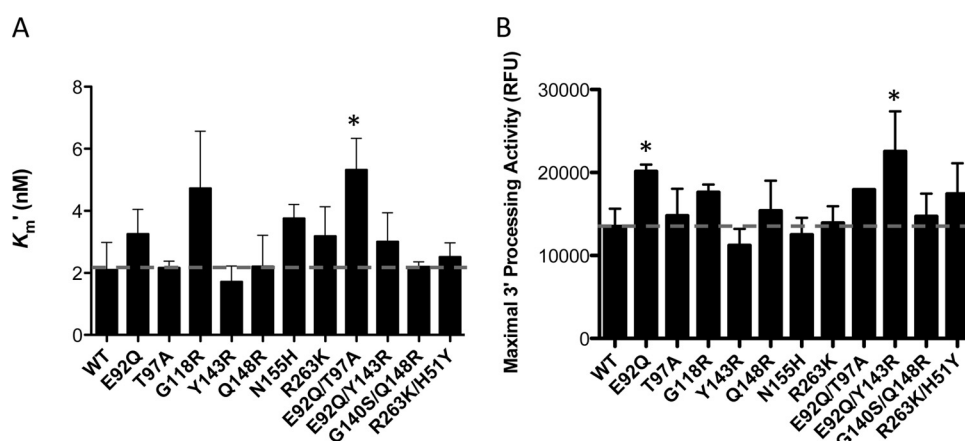 A
K m' (nM)
8
6
4
2
0
*
WT
E92Q
T97A
G118R
Y143R
Q148R
N155H
R263K
E92Q/T97A
E92Q/Y143R
G140S/Q148R
R263K/H51Y
B
Maximal 3' Processing Activity (RFU)
30000
20000
10000
0
*
*
WT
E92Q
T97A
G118R
Y143R
Q148R
N155H
R263K
E92Q/T97A
E92Q/Y143R
G140S/Q148R
R263K/H51Y